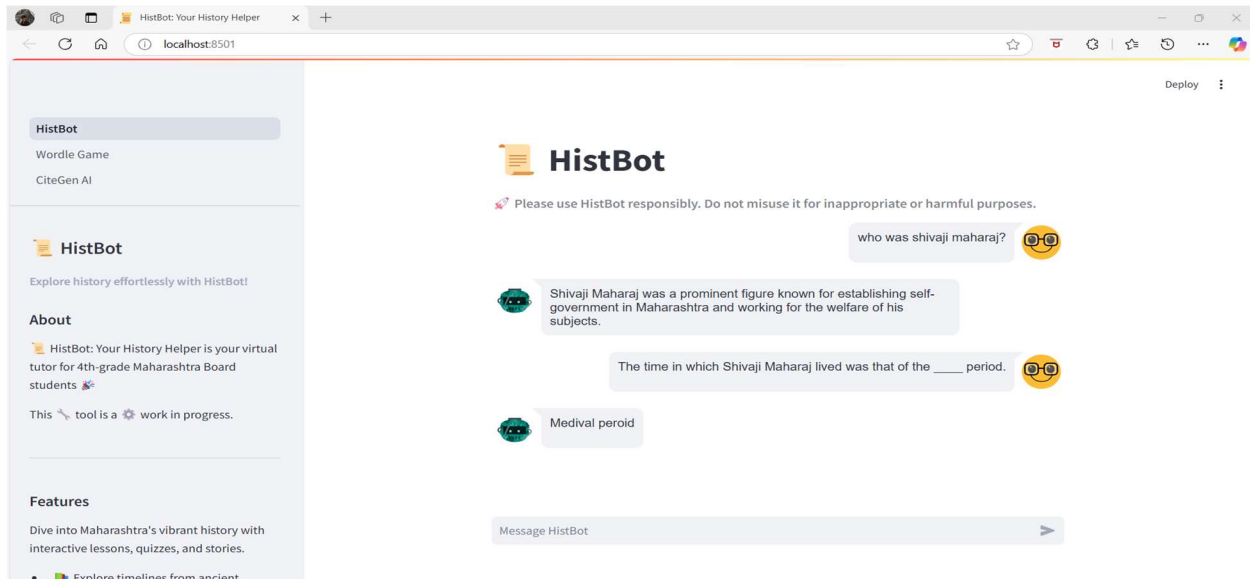 HistBot: Your History Helper
localhost:8501
Deploy
HistBot
Wordle Game
CiteGen AI
HistBot
Explore history effortlessly with HistBot!
About
HistBot: Your History Helper is your virtual
tutor for 4th-grade Maharashtra Board
students
This tool is a work in progress.
Features
Dive into Maharashtra's vibrant history with
interactive lessons, quizzes, and stories.
Explore timelines from ancient
HistBot
Please use HistBot responsibly. Do not misuse it for inappropriate or harmful purposes.
who was shivaji maharaj?
Shivaji Maharaj was a prominent figure known for establishing self-
government in Maharashtra and working for the welfare of his
subjects.
The time in which Shivaji Maharaj lived was that of the ____ period.
Medival peroid
Message HistBot